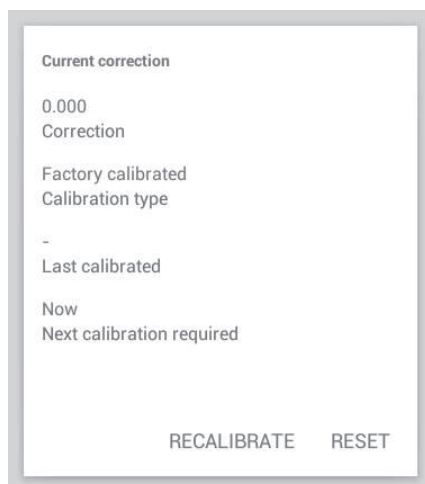 Current correction
0.000
Correction
Factory calibrated
Calibration type
-
Last calibrated
Now
Next calibration required
RECALIBRATE RESET